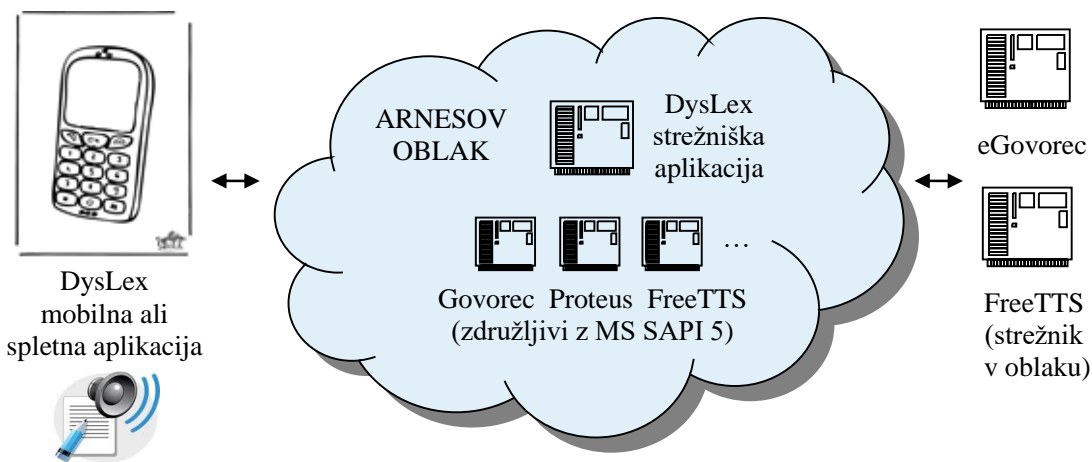 ARNESOV
OBLAK
DysLex
strežniška
aplikacija
Govorec Proteus FreeTTS
…
(združljivi z MS SAPI 5)
DysLex
mobilna ali
spletna aplikacija
eGovorec
FreeTTS
(strežnik
v oblaku)